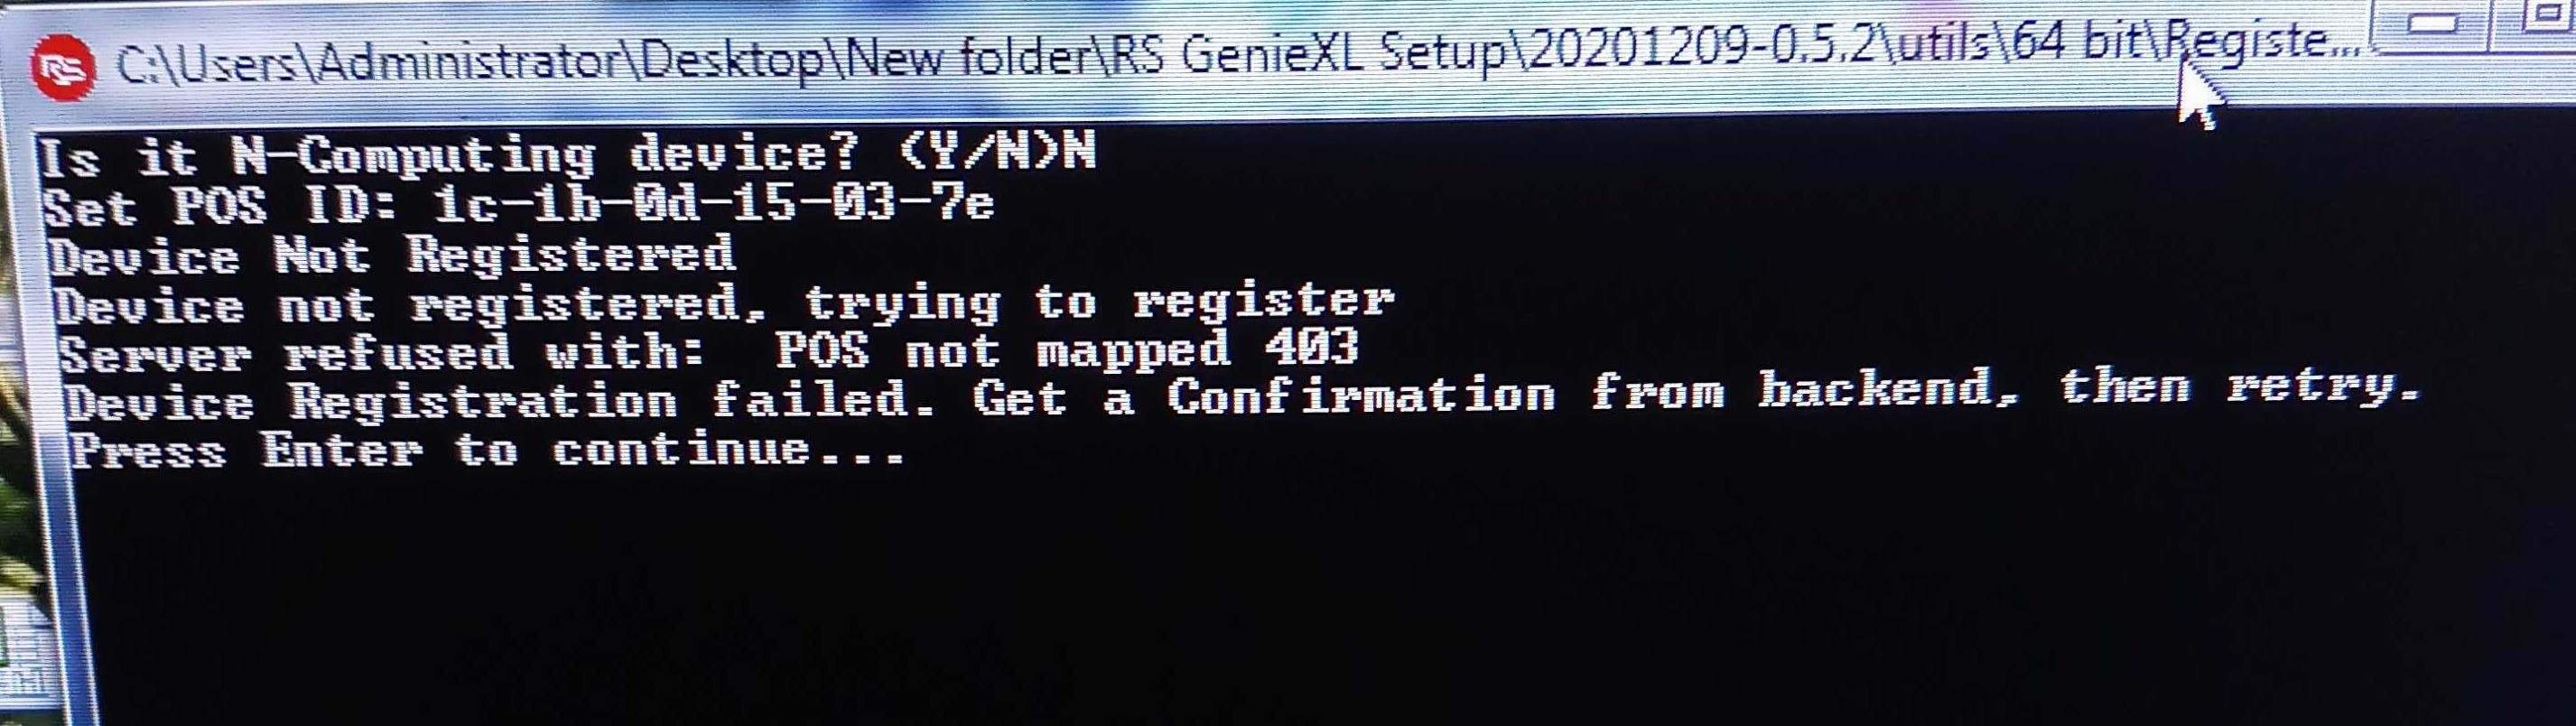 RS C:\Users\Administrator\Desktop\New folder\RS GenieXL Setup\20201209-0.5.2\utils\64 bit\Registe...
Is it N-Computing device? (Y/N)N
Set POS ID: 1c-1b-0d-15-03-7e
Device Not Registered
Device not registered, trying to register
Server refused with:  POS not mapped 403
Device Registration failed. Get a Confirmation from backend, then retry.
Press Enter to continue...